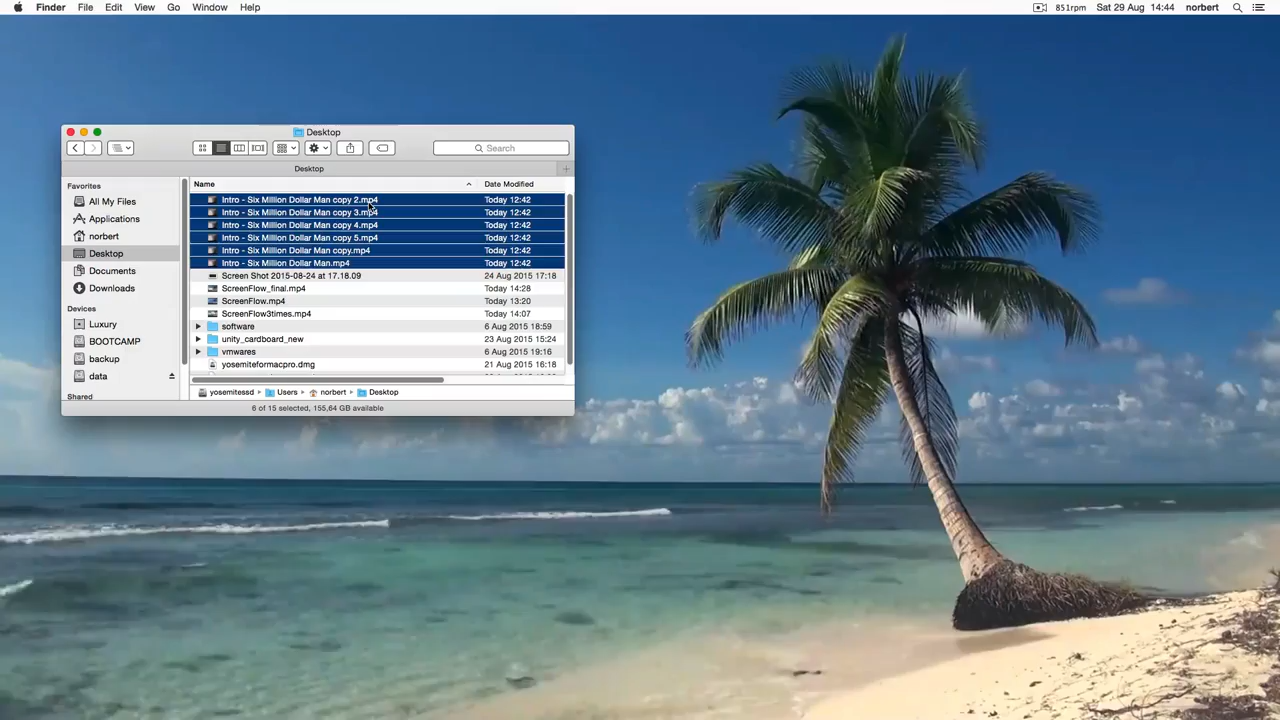 Finder File Edit View Go Window Help 851rpm Sat 29 Aug 14:44 norbert
Desktop
Search
Desktop
Favorites
All My Files
Applications
norbert
Desktop
Documents
Downloads
Devices
Luxury
BOOTCAMP
backup
data
Shared
Name Date Modified
Intro - Six Million Dollar Man copy 2.mp4 Today 12:42
Intro - Six Million Dollar Man copy 3.mp4 Today 12:42
Intro - Six Million Dollar Man copy 4.mp4 Today 12:42
Intro - Six Million Dollar Man copy 5.mp4 Today 12:42
Intro - Six Million Dollar Man copy.mp4 Today 12:42
Intro - Six Million Dollar Man.mp4 Today 12:42
Screen Shot 2015-08-24 at 17.18.09 24 Aug 2015 17:18
ScreenFlow_final.mp4 Today 14:28
ScreenFlow.mp4 Today 13:20
ScreenFlow3times.mp4 Today 14:07
software 6 Aug 2015 18:59
unity_cardboard_new 23 Aug 2015 15:24
vmwares 6 Aug 2015 19:16
yosemiteformacpro.dmg 21 Aug 2015 16:18
yosemitessd Users norbert Desktop
6 of 15 selected, 155,64 GB available